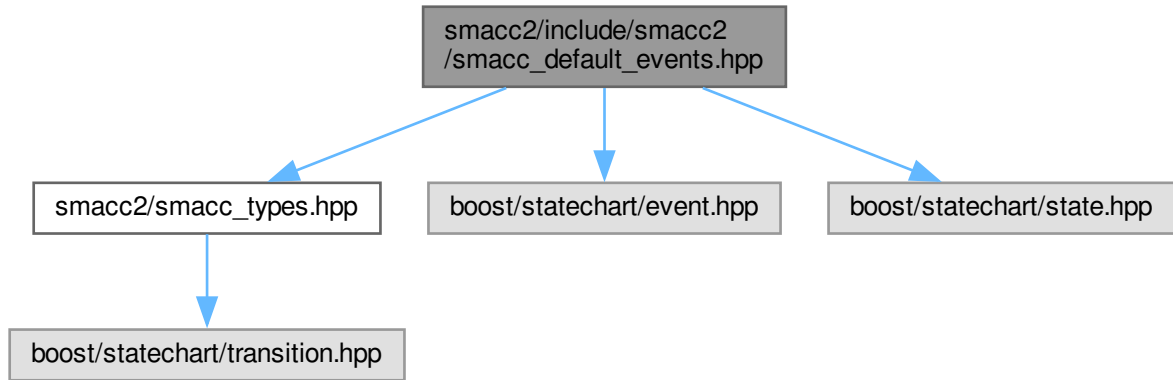 smacc2/include/smacc2
/smacc_default_events.hpp
smacc2/smacc_types.hpp
boost/statechart/event.hpp
boost/statechart/state.hpp
boost/statechart/transition.hpp